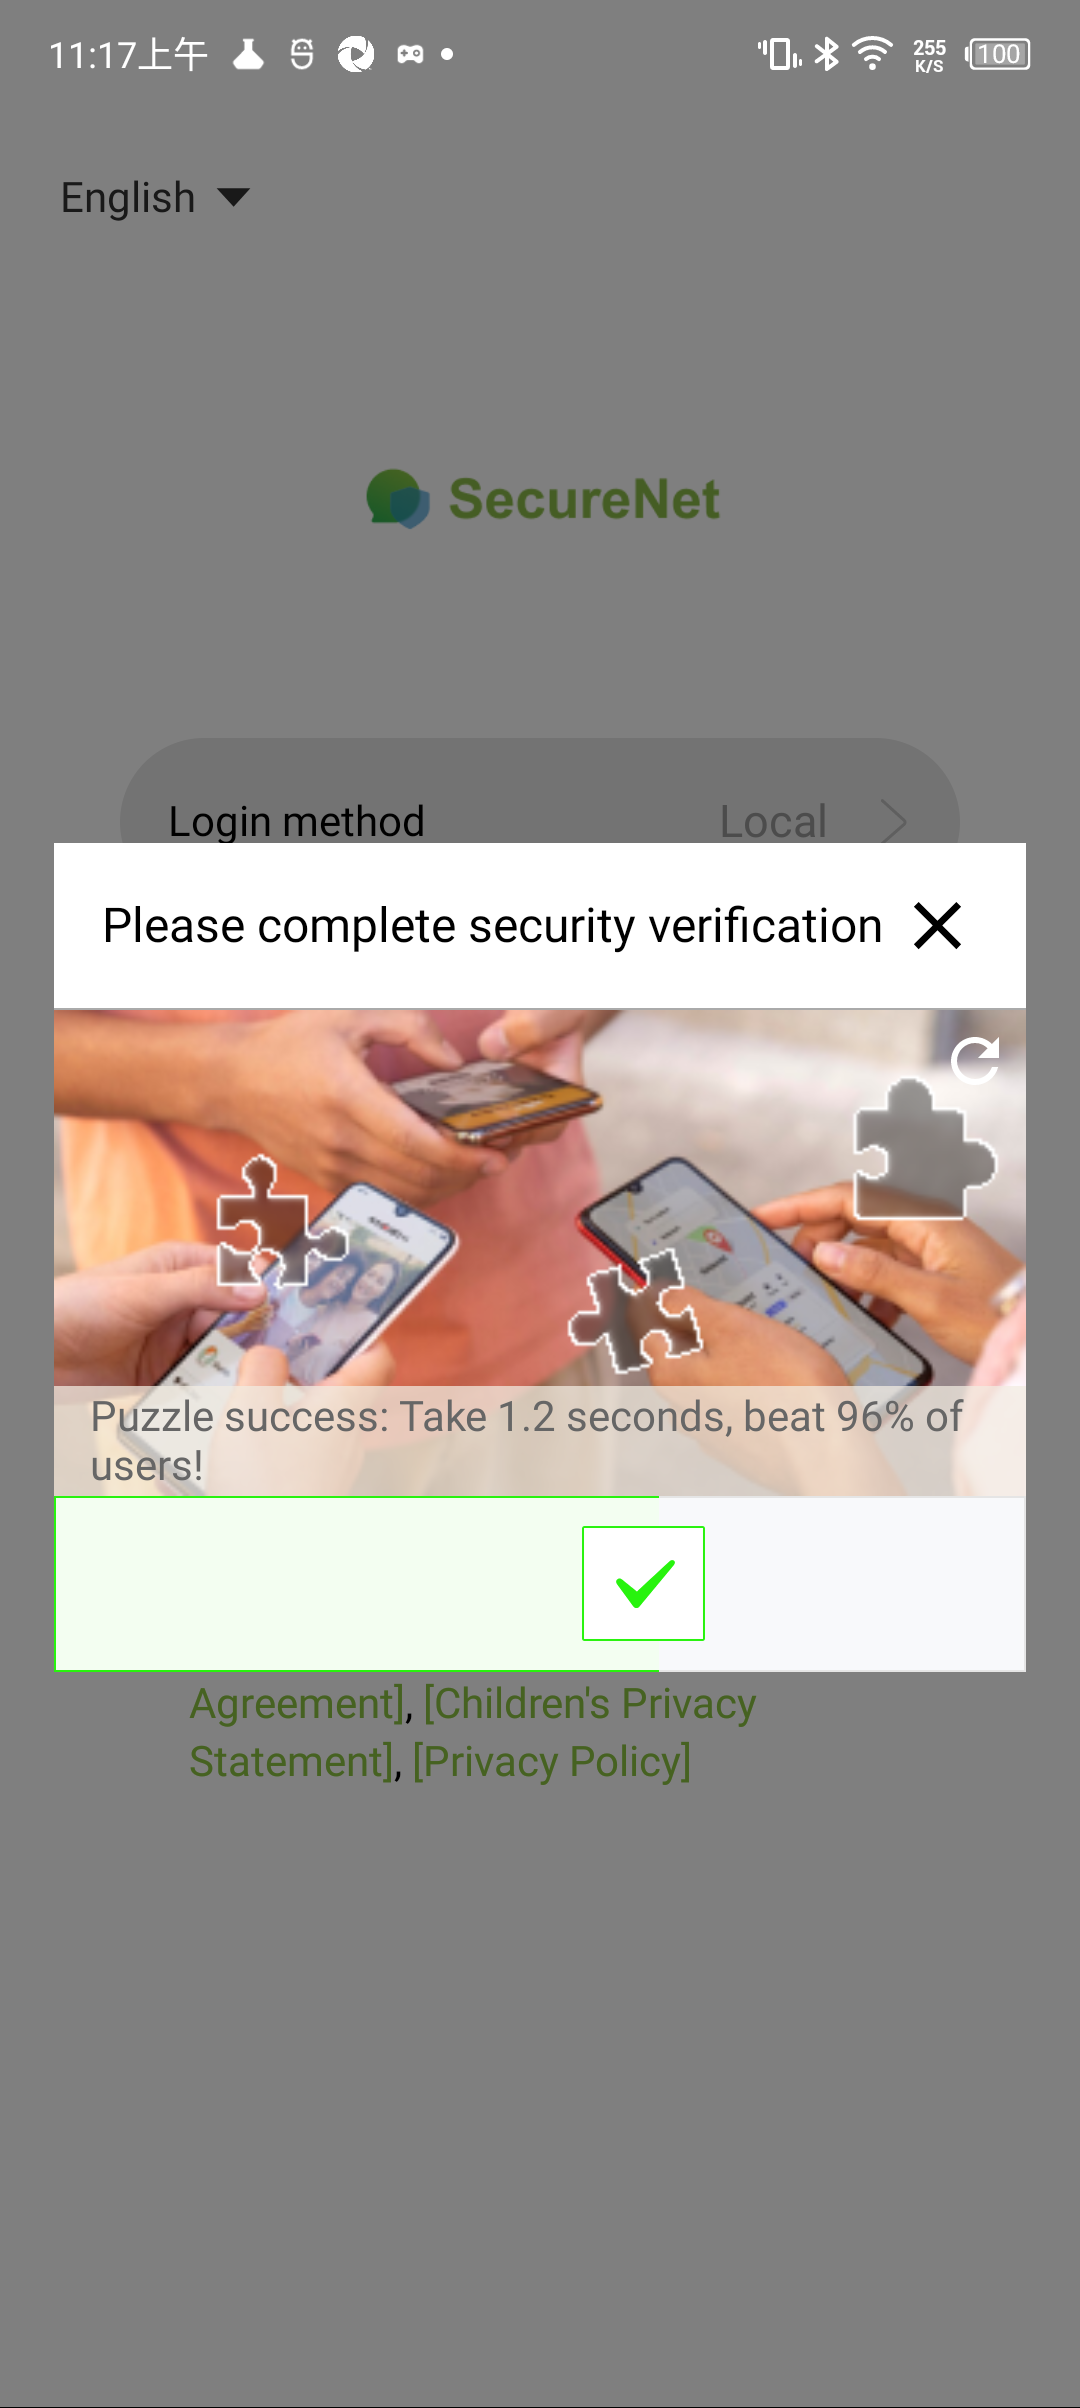 11:17上午
255
K/S
100
English
SecureNet
Login method
Local
Please complete security verification
Puzzle success: Take 1.2 seconds, beat 96% of
users!
Agreement], [Children's Privacy
Statement], [Privacy Policy]